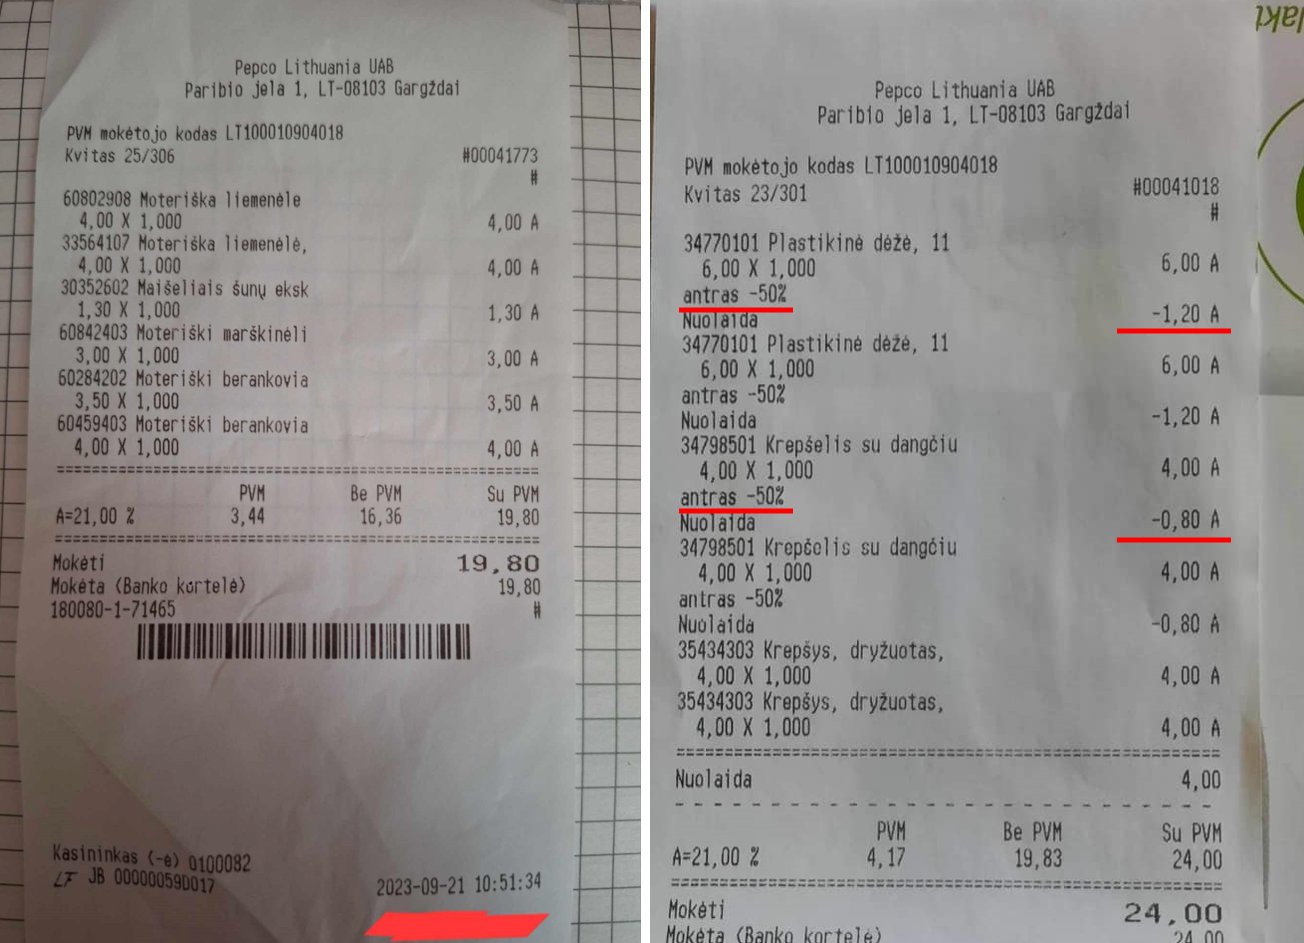 Pepco Lithuania UAB
Paribio jela 1, LT-08103 Gargždai
PVM mokėtojo kodas LT100010904018
Kvitas 25/306 #00041773
#
60802908 Moteriška liemenėle
4,00 X 1,000 4,00 A
33564107 Moteriška liemenėlė,
4,00 X 1,000 4,00 A
30352602 Maišeliais šunų eksk
1,30 X 1,000 1,30 A
60842403 Moteriški marškinėli
3,00 X 1,000 3,00 A
60284202 Moteriški berankovia
3,50 X 1,000 3,50 A
60459403 Moteriški berankovia
4,00 X 1,000 4,00 A
PVM Be PVM Su PVM
A=21,00 % 3,44 16,36 19,80
Mokėti 19,80
Mokėta (Banko kortelė) 19,80
180080-1-71465 #
Kasininkas (-ė) 0100082
LF JB 00000059D017
2023-09-21 10:51:34
Pepco Lithuania UAB
Paribio jela 1, LT-08103 Gargždai
PVM mokėtojo kodas LT100010904018
Kvitas 23/301 #00041018
#
34770101 Plastikinė dėžė, 11
6,00 X 1,000 6,00 A
antras -50%
Nuolaida -1,20 A
34770101 Plastikinė dėžė, 11
6,00 X 1,000 6,00 A
antras -50%
Nuolaida -1,20 A
34798501 Krepšelis su dangčiu
4,00 X 1,000 4,00 A
antras -50%
Nuolaida -0,80 A
34798501 Krepšelis su dangčiu
4,00 X 1,000 4,00 A
antras -50%
Nuolaida -0,80 A
35434303 Krepšys, dryžuotas,
4,00 X 1,000 4,00 A
35434303 Krepšys, dryžuotas,
4,00 X 1,000 4,00 A
Nuolaida 4,00
PVM Be PVM Su PVM
A=21,00 % 4,17 19,83 24,00
Mokėti 24,00
Mokėta (Banko kortelė) 24,00